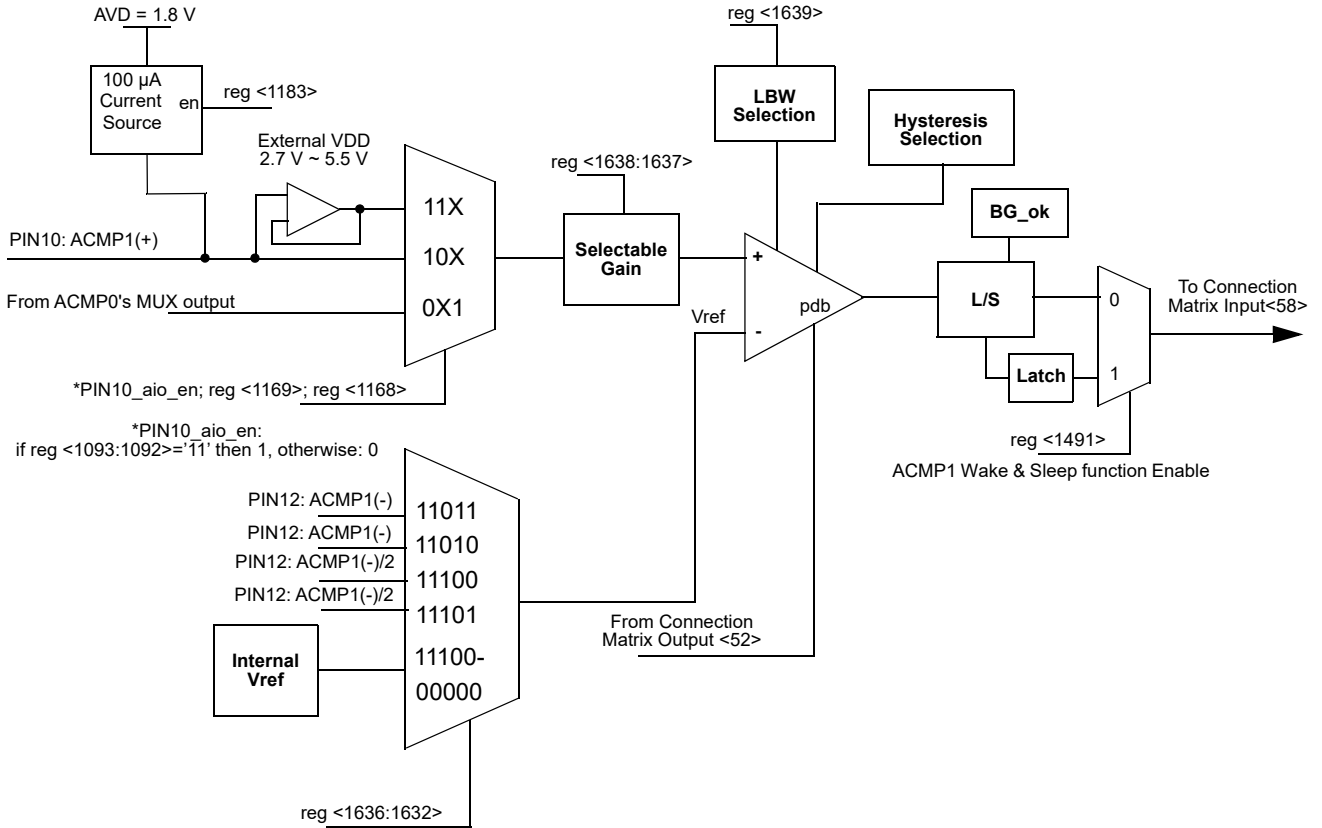 AVD = 1.8 V
100 µA
Current
Source
en
reg <1183>
External VDD
2.7 V ~ 5.5 V
PIN10: ACMP1(+)
From ACMP0's MUX output
11X
10X
0X1
*PIN10_aio_en; reg <1169>; reg <1168>
*PIN10_aio_en:
if reg <1093:1092>='11' then 1, otherwise: 0
reg <1638:1637>
Selectable
Gain
reg <1639>
LBW
Selection
Hysteresis
Selection
+
-
pdb
Vref
BG_ok
L/S
Latch
0
1
To Connection
Matrix Input<58>
reg <1491>
ACMP1 Wake & Sleep function Enable
PIN12: ACMP1(-)
PIN12: ACMP1(-)
PIN12: ACMP1(-)/2
PIN12: ACMP1(-)/2
11011
11010
11100
11101
11100-
00000
Internal
Vref
From Connection
Matrix Output <52>
reg <1636:1632>